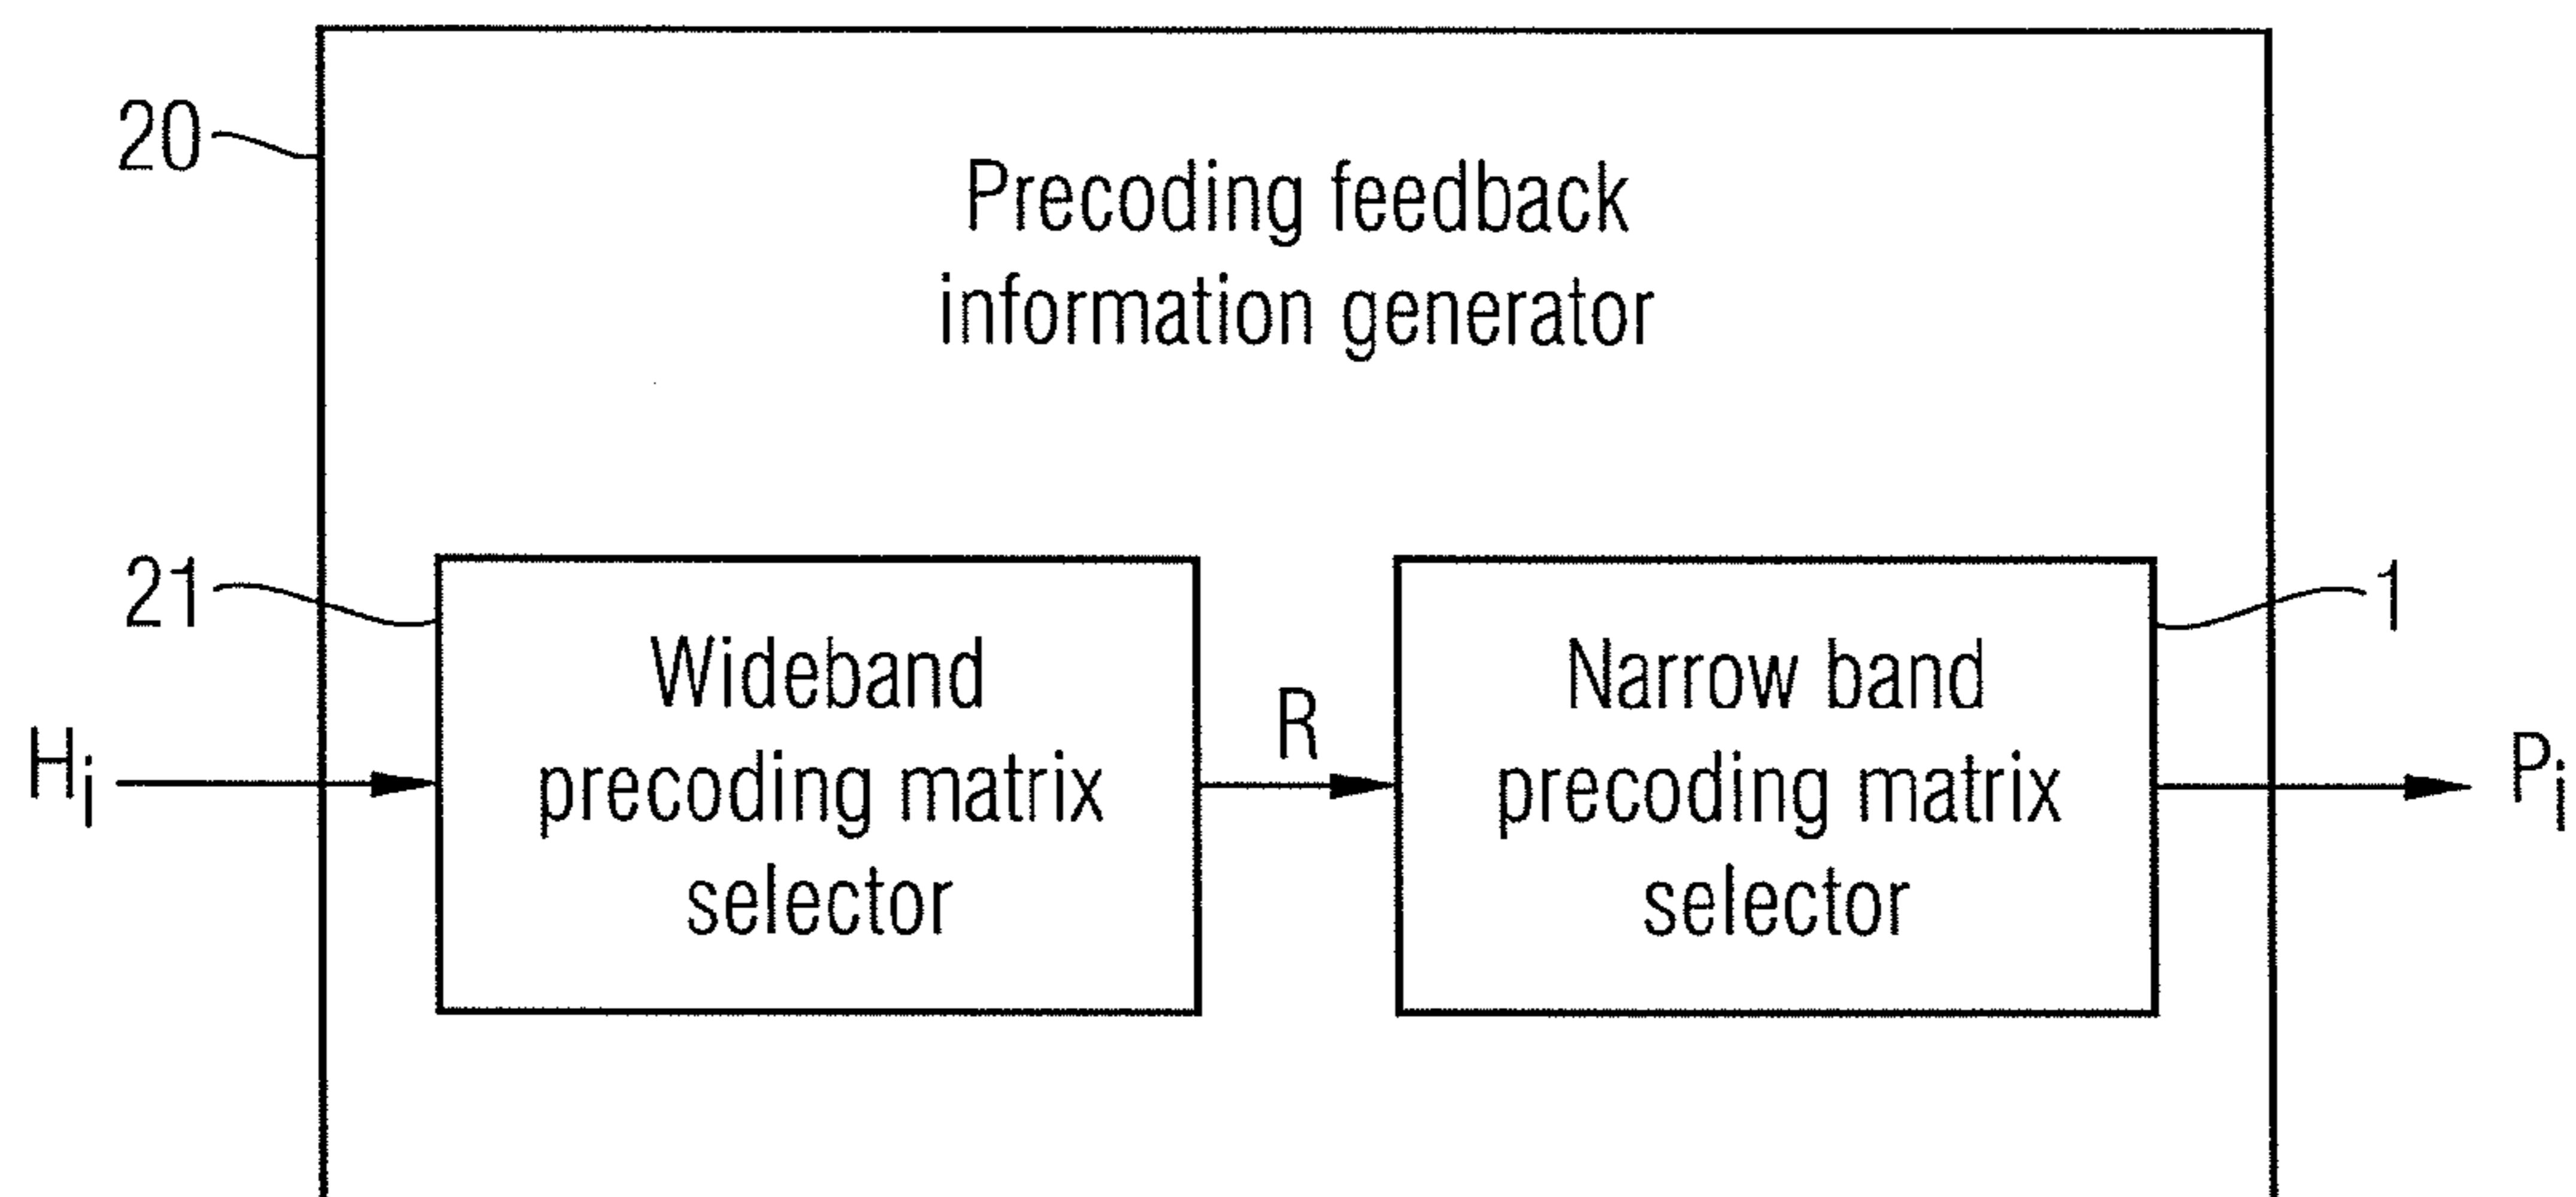 20
Precoding feedback
information generator
21
Wideband
precoding matrix
selector
R
Narrow band
precoding matrix
selector
1
Hi
Pi